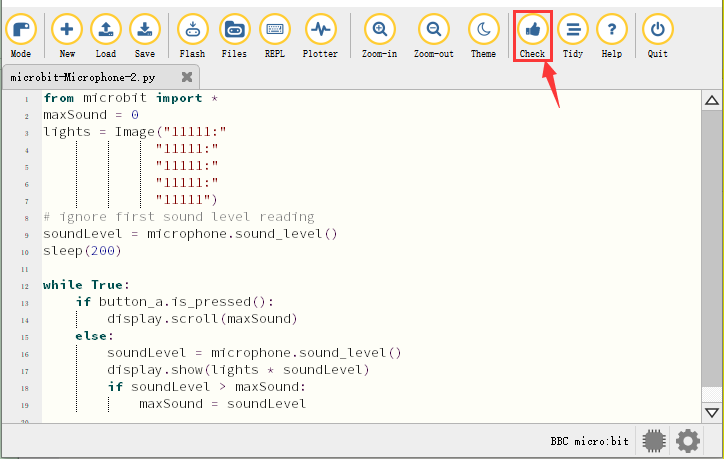 Mode New Load Save Flash Files REPL Plotter Zoom-in Zoom-out Theme Check Tidy Help Quit
microbit-Microphone-2.py
1 from microbit import *
2 maxSound = 0
3 lights = Image("11111:"
4 "11111:"
5 "11111:"
6 "11111:"
7 "11111")
8 # ignore first sound level reading
9 soundLevel = microphone.sound_level()
10 sleep(200)
11
12 while True:
13 if button_a.is_pressed():
14 display.scroll(maxSound)
15 else:
16 soundLevel = microphone.sound_level()
17 display.show(lights * soundLevel)
18 if soundLevel > maxSound:
19 maxSound = soundLevel
20
BBC micro:bit